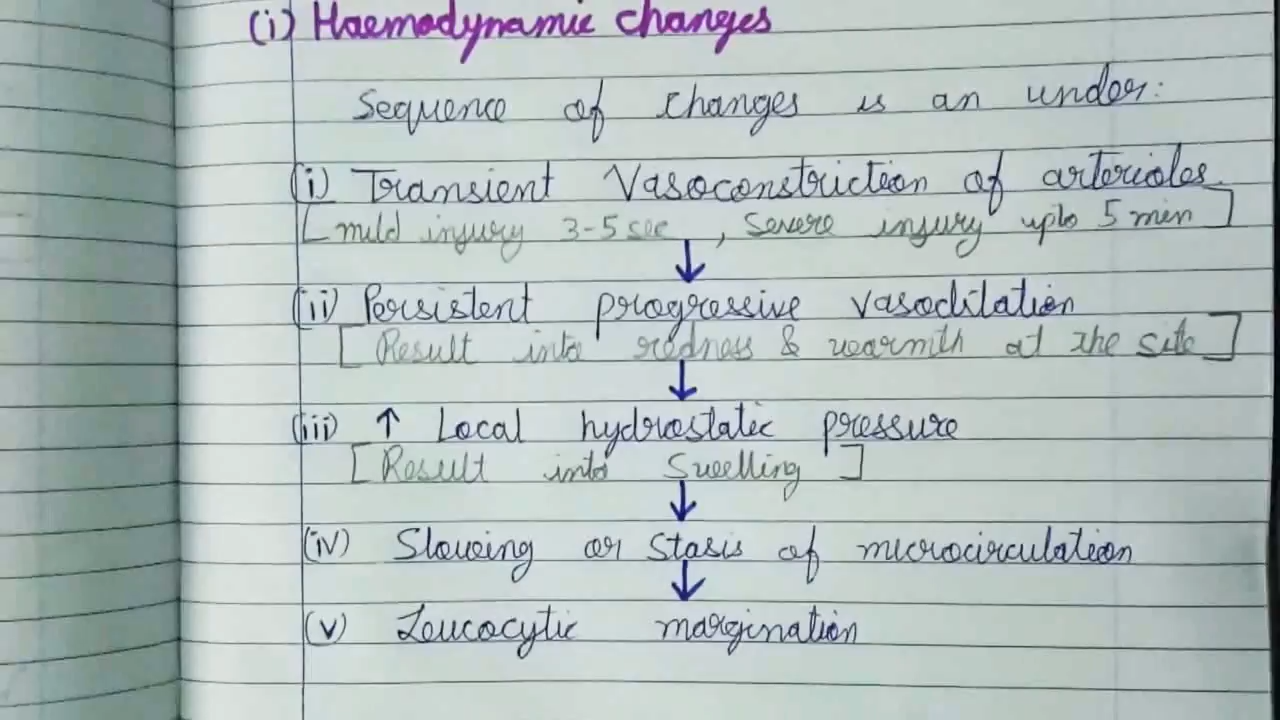 (i) Haemodynamic changes
Sequence of changes is an under:
(i) Transient Vasoconstriction of arterioles
[mild injury 3-5 sec, severe injury upto 5 min]
↓
(ii) Persistent progressive vasodilation
[Result into redness & warmth at the site]
↓
(iii) ↑ Local hydrostatic pressure
[Result into swelling]
↓
(iv) Slowing or stasis of microcirculation
↓
(v) Leucocytic margination